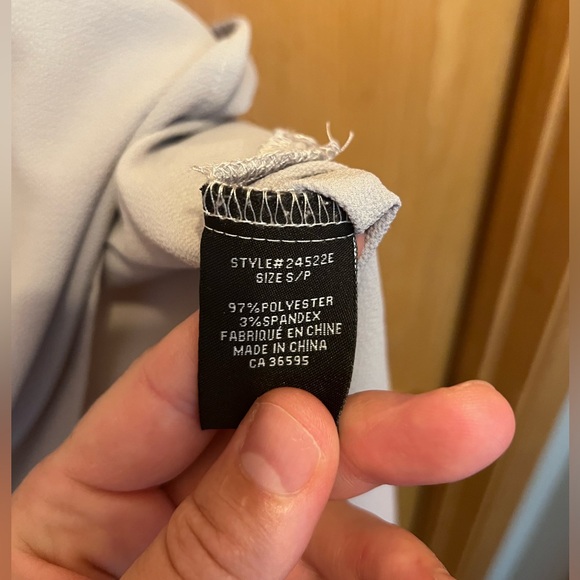 STYLE#24522E
SIZE S/P
97%POLYESTER
3%SPANDEX
FABRIQUÉ EN CHINE
MADE IN CHINA
CA 36595